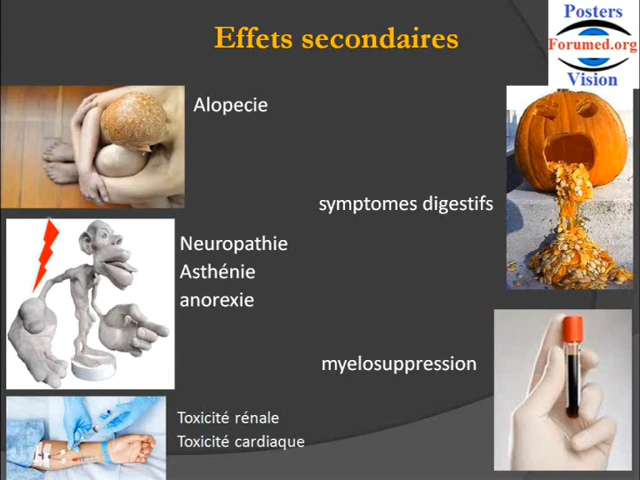 Effets secondaires
Posters
Forumed.org
Vision
Alopecie
symptomes digestifs
Neuropathie
Asthénie
anorexie
myelosuppression
Toxicité rénale
Toxicité cardiaque